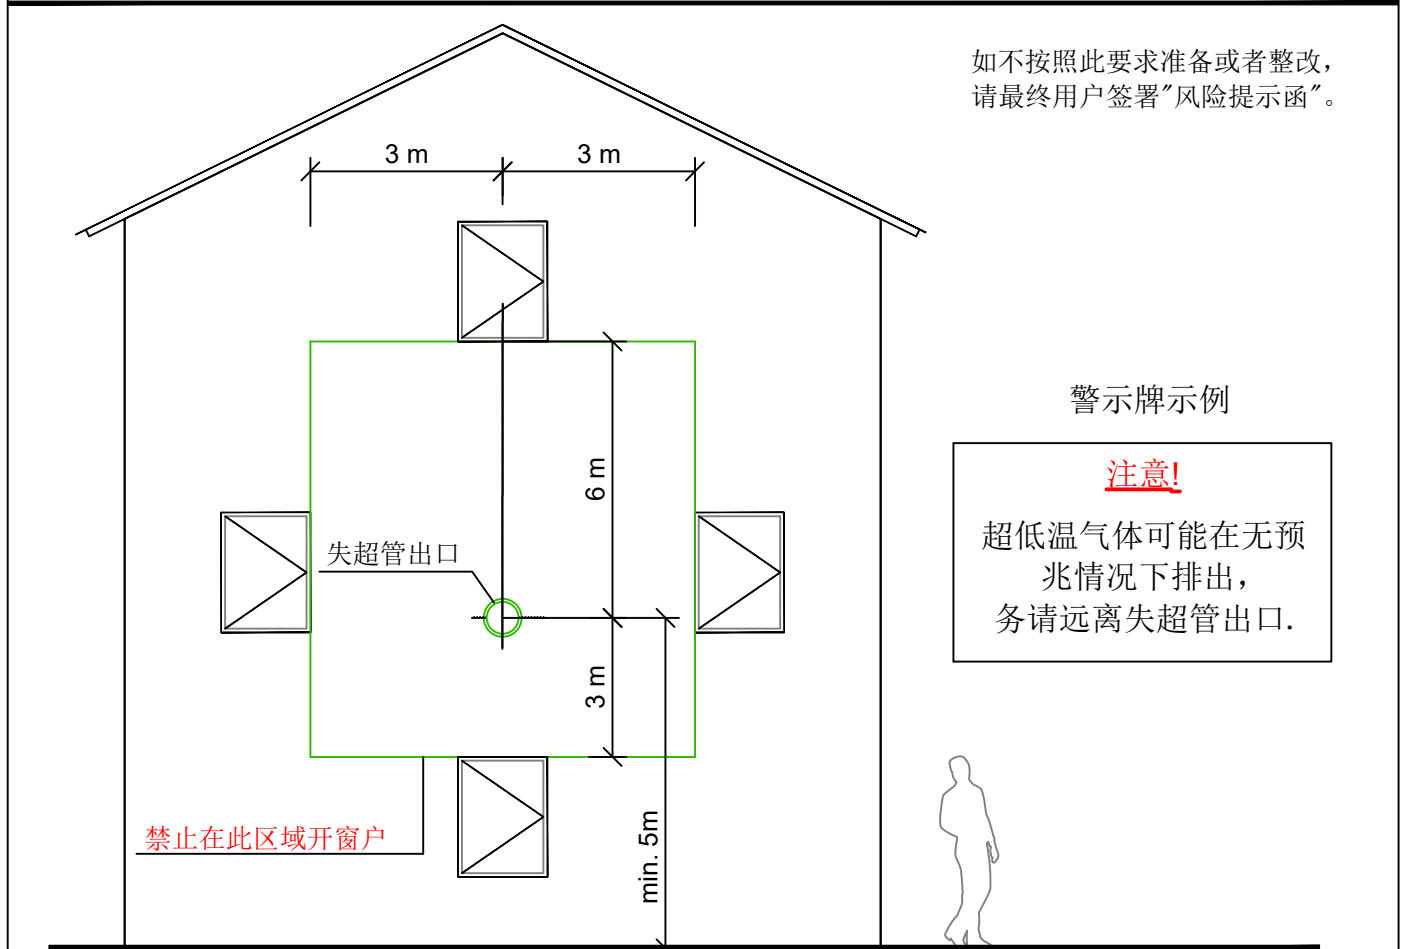 如不按照此要求准备或者整改，
请最终用户签署"风险提示函"。
3 m
3 m
警示牌示例
6 m
注意!
超低温气体可能在无预
兆情况下排出，
务请远离失超管出口.
失超管出口
3 m
min. 5m
禁止在此区域开窗户